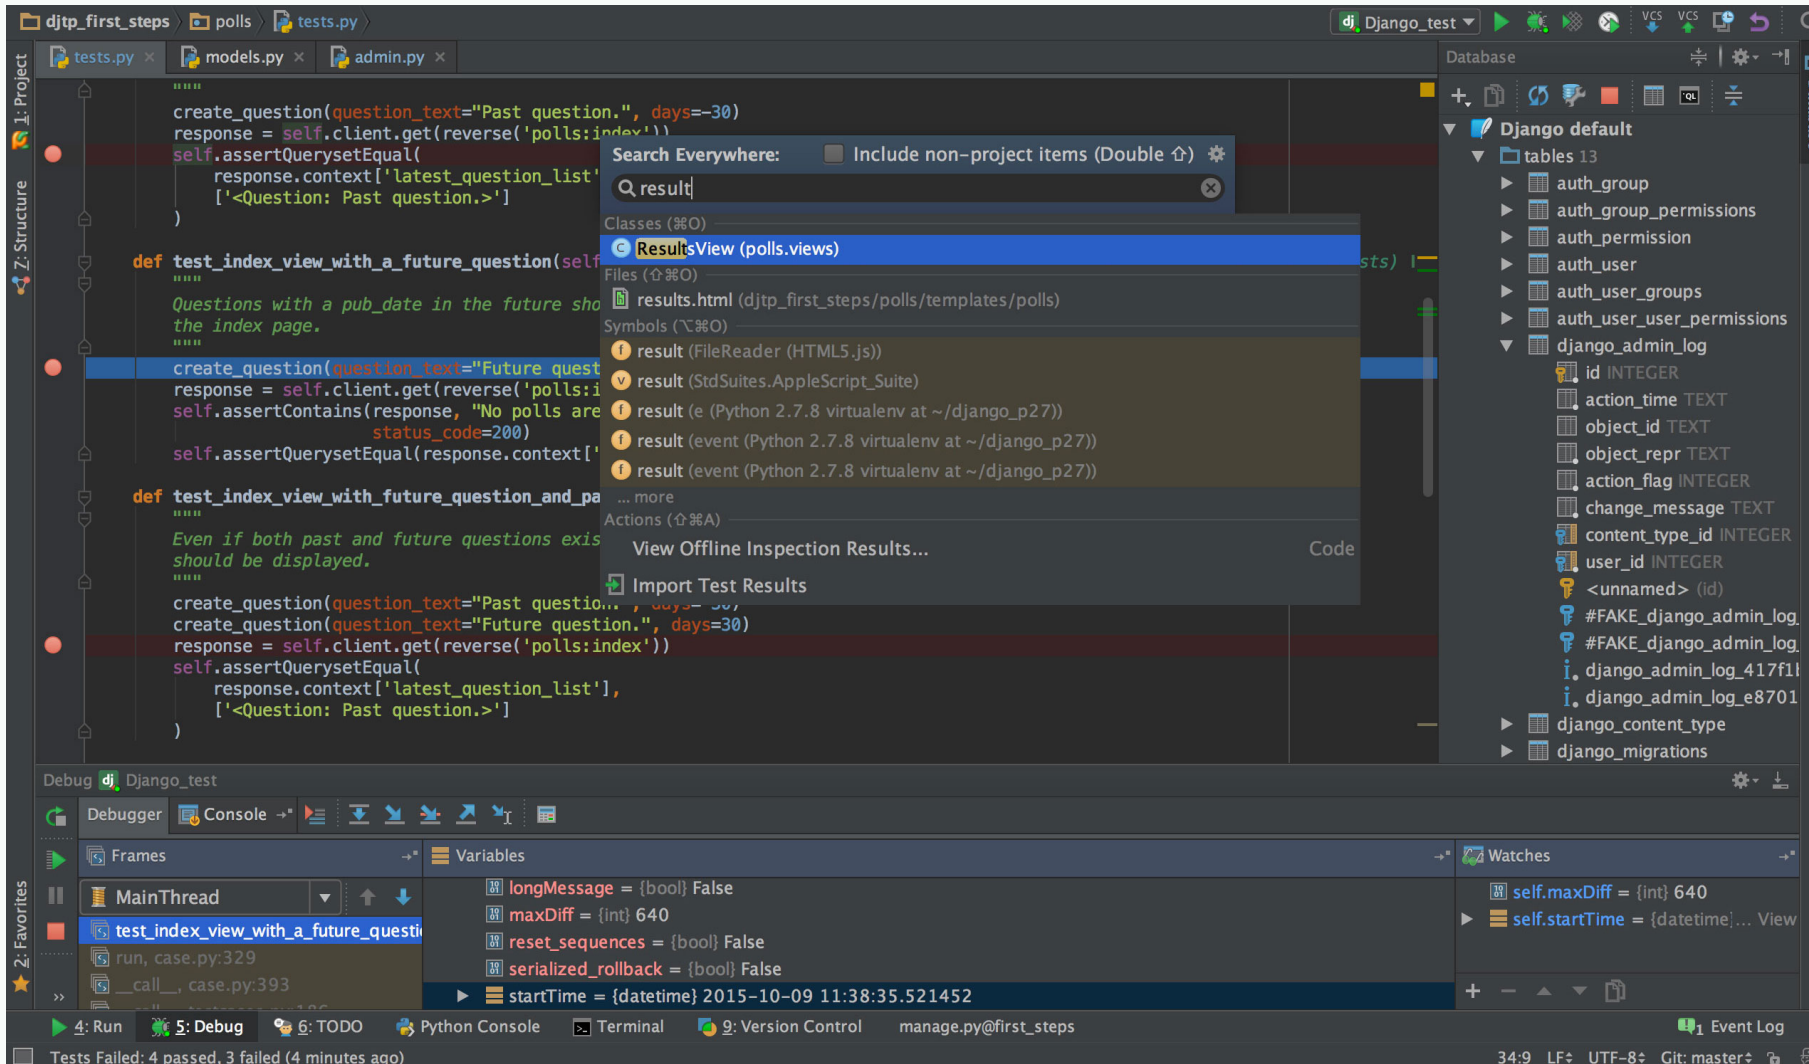 djtp_first_steps polls tests.py Django_test VCS VCS
tests.py models.py admin.py
1: Project
Z: Structure
2: Favorites
"""
create_question(question_text="Past question.", days=-30)
response = self.client.get(reverse('polls:index'))
self.assertQuerysetEqual(
response.context['latest_question_list'
['<Question: Past question.>']
)
def test_index_view_with_a_future_question(self sts)
"""
Questions with a pub_date in the future sho
the index page.
"""
create_question(question_text="Future quest
response = self.client.get(reverse('polls:i
self.assertContains(response, "No polls are
status_code=200)
self.assertQuerysetEqual(response.context['
def test_index_view_with_future_question_and_pa
"""
Even if both past and future questions exis
should be displayed.
"""
create_question(question_text="Past question.", days=-30)
create_question(question_text="Future question.", days=30)
response = self.client.get(reverse('polls:index'))
self.assertQuerysetEqual(
response.context['latest_question_list'],
['<Question: Past question.>']
)
Search Everywhere: Include non-project items (Double ⇧)
result
Classes (⌘O)
ResultsView (polls.views)
Files (⇧⌘O)
results.html (djtp_first_steps/polls/templates/polls)
Symbols (⌥⌘O)
result (FileReader (HTML5.js))
result (StdSuites.AppleScript_Suite)
result (e (Python 2.7.8 virtualenv at ~/django_p27))
result (event (Python 2.7.8 virtualenv at ~/django_p27))
result (event (Python 2.7.8 virtualenv at ~/django_p27))
... more
Actions (⇧⌘A)
View Offline Inspection Results... Code
Import Test Results
Database
Django default
tables 13
auth_group
auth_group_permissions
auth_permission
auth_user
auth_user_groups
auth_user_user_permissions
django_admin_log
id INTEGER
action_time TEXT
object_id TEXT
object_repr TEXT
action_flag INTEGER
change_message TEXT
content_type_id INTEGER
user_id INTEGER
<unnamed> (id)
#FAKE_django_admin_log_
#FAKE_django_admin_log_
django_admin_log_417f1
django_admin_log_e8701
django_content_type
django_migrations
Debug Django_test
Debugger Console
Frames
MainThread
test_index_view_with_a_future_questi
run, case.py:329
__call__, case.py:393
Variables
longMessage = {bool} False
maxDiff = {int} 640
reset_sequences = {bool} False
serialized_rollback = {bool} False
startTime = {datetime} 2015-10-09 11:38:35.521452
Watches
self.maxDiff = {int} 640
self.startTime = {datetime}... View
4: Run 5: Debug 6: TODO Python Console Terminal 9: Version Control manage.py@first_steps 1 Event Log
Tests Failed: 4 passed, 3 failed (4 minutes ago) 34:9 LF UTF-8 Git: master